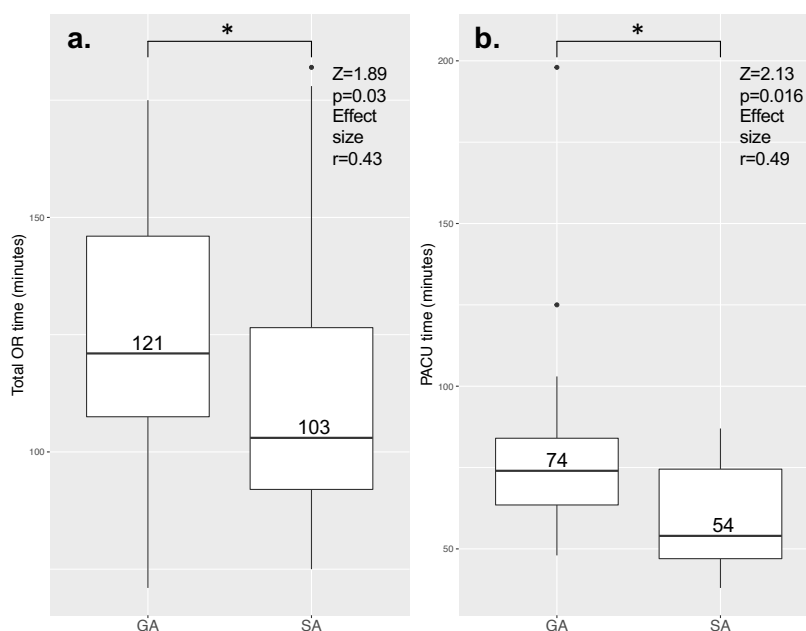 a.
*
Z=1.89
p=0.03
Effect
size
r=0.43
Total OR time (minutes)
150
100
121
103
GA
SA
b.
*
Z=2.13
p=0.016
Effect
size
r=0.49
PACU time (minutes)
200
150
100
50
74
54
GA
SA